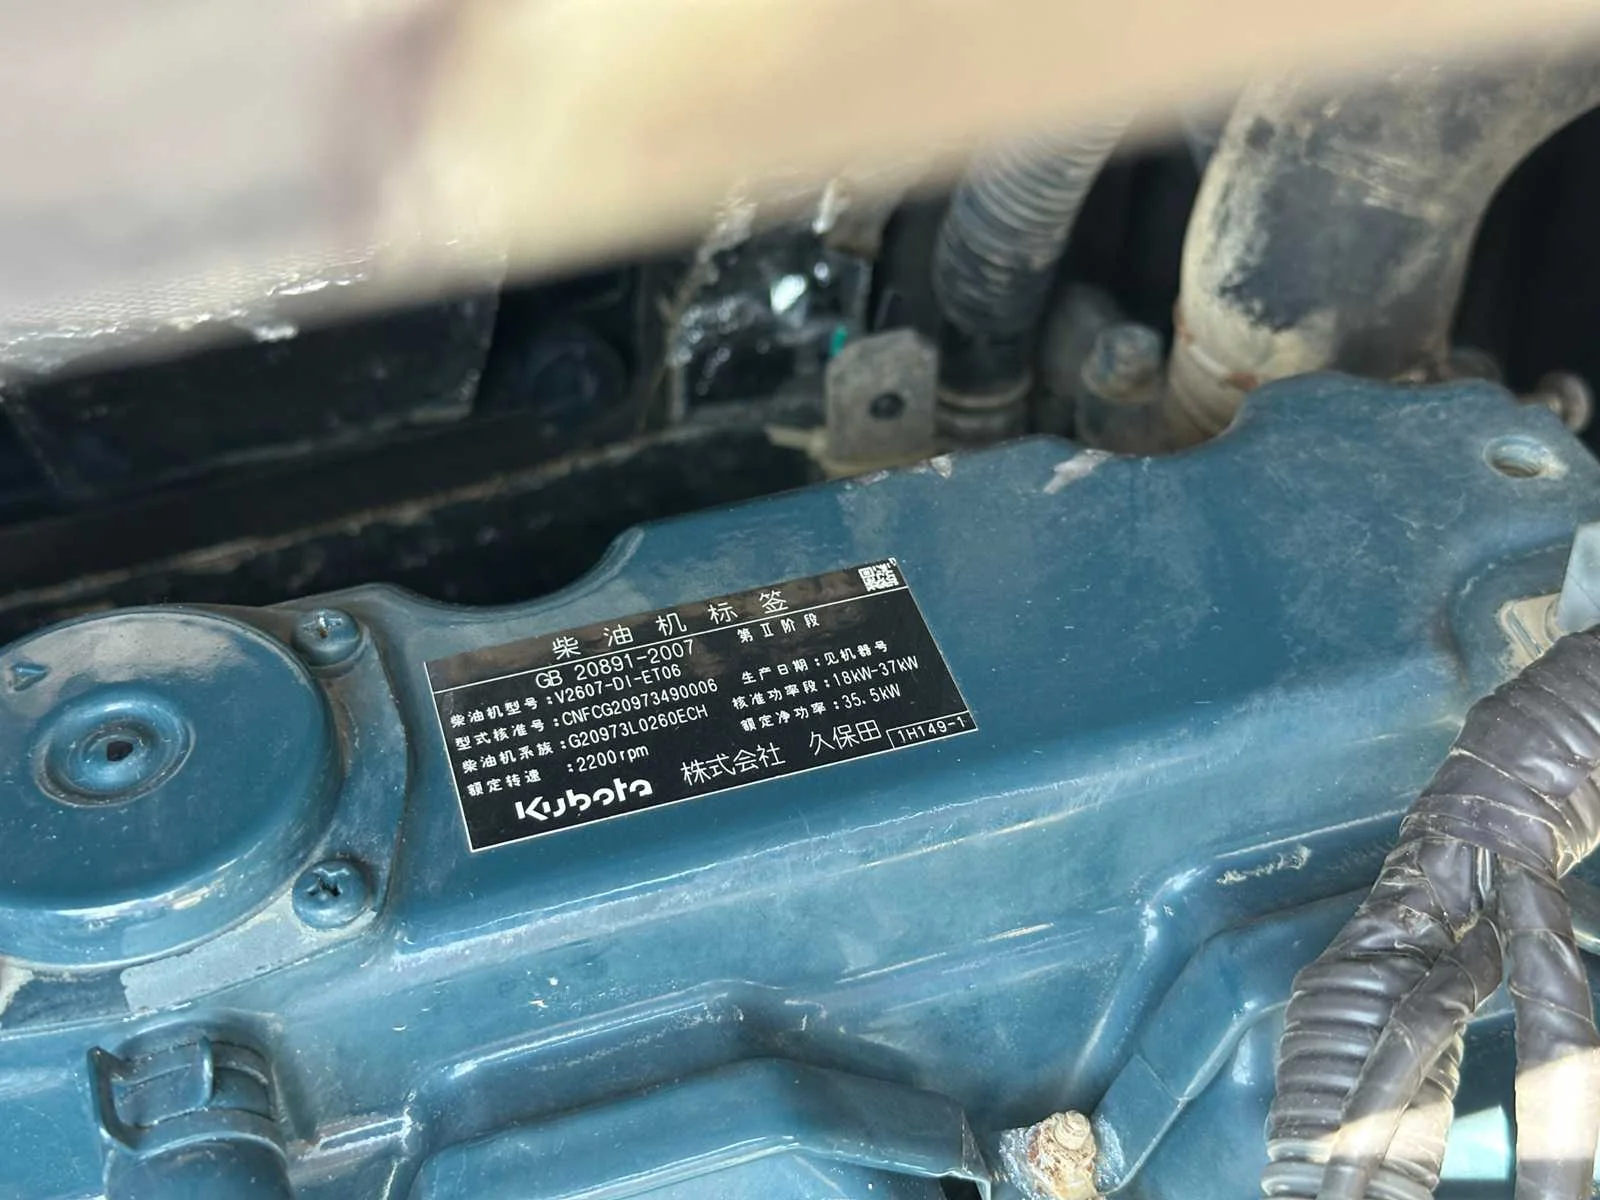 柴油机标签
GB 20891-2007 第Ⅱ阶段
柴油机型号:V2607-DI-ET06 生产日期:见机器号
型式核准号:CNFCG20973490006 核准功率段:18kW-37kW
柴油机系族:G20973L0260ECH 额定净功率:35.5kW
额定转速 :2200rpm
Kubota 株式会社 久保田 1H149-1